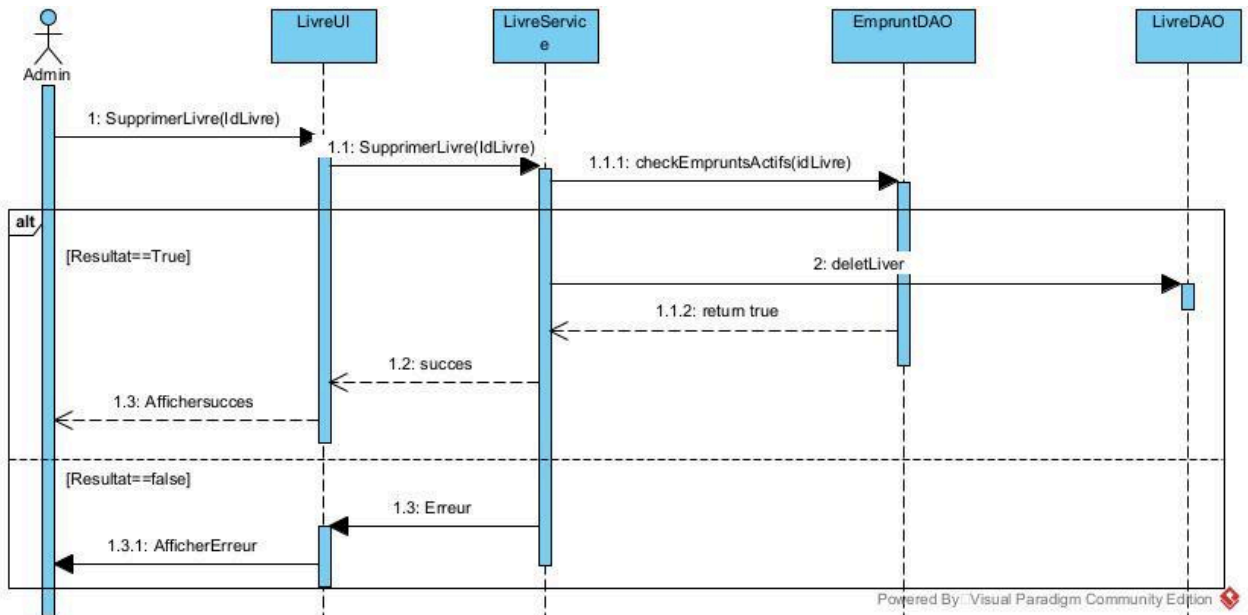 LivreUI
LivreServic
e
EmpruntDAO
LivreDAO
Admin
1: SupprimerLivre(IdLivre)
1.1: SupprimerLivre(IdLivre)
1.1.1: checkEmpruntsActifs(idLivre)
alt
[Resultat==True]
2: deletLiver
1.1.2: return true
1.2: succes
1.3: Affichersucces
[Resultat==false]
1.3: Erreur
1.3.1: AfficherErreur
Powered By Visual Paradigm Community Edition